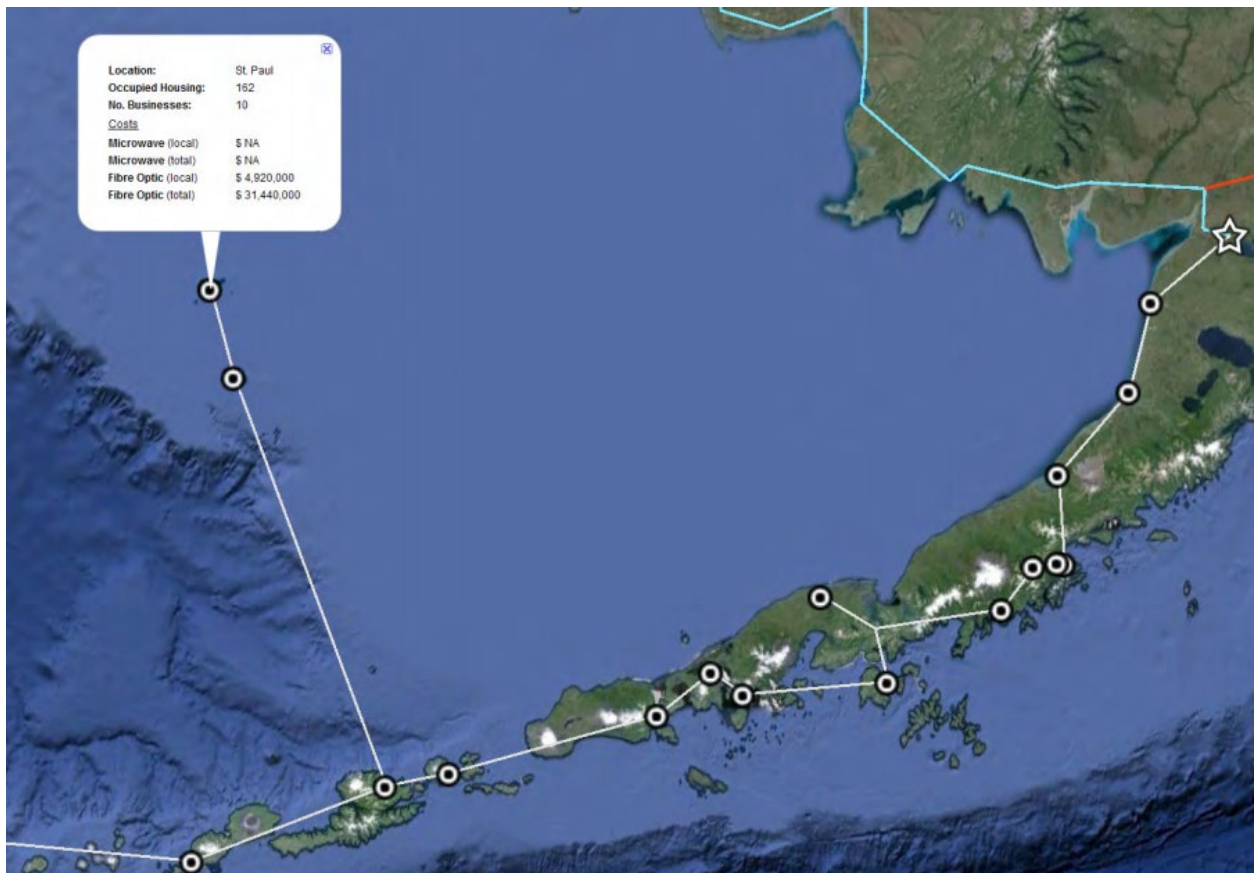 Location: St. Paul
Occupied Housing: 162
No. Businesses: 10
Costs
Microwave (local) $ NA
Microwave (total) $ NA
Fibre Optic (local) $ 4,920,000
Fibre Optic (total) $ 31,440,000